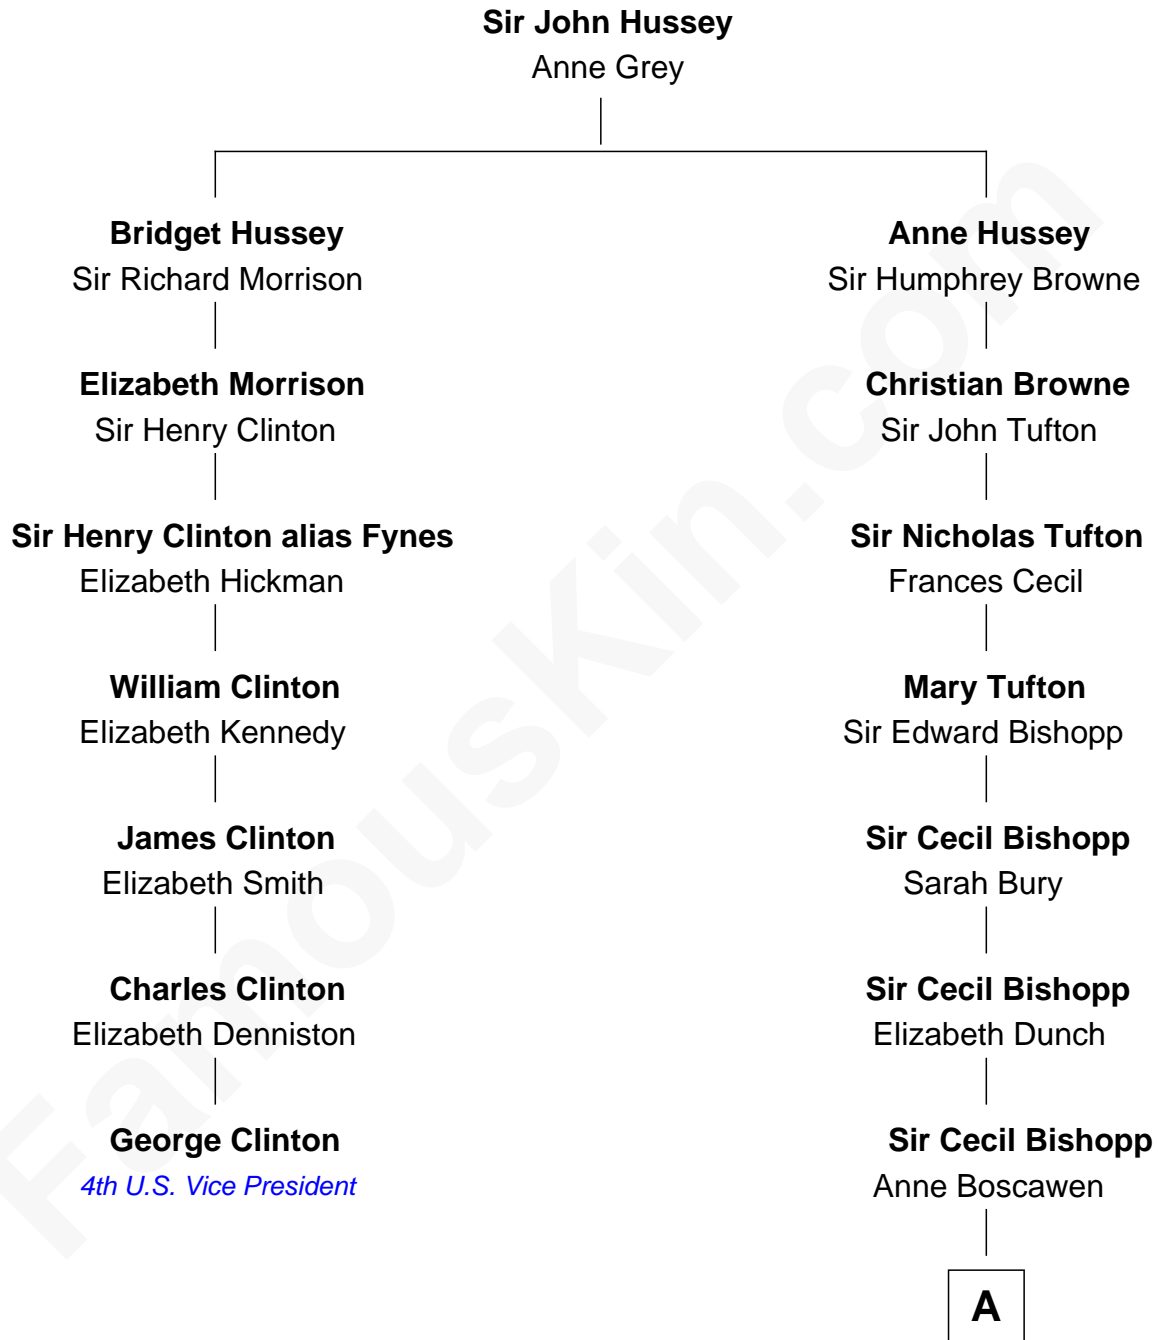 Sir John Hussey
Anne Grey
Bridget Hussey
Sir Richard Morrison
Anne Hussey
Sir Humphrey Browne
Elizabeth Morrison
Sir Henry Clinton
Christian Browne
Sir John Tufton
Sir Henry Clinton alias Fynes
Elizabeth Hickman
Sir Nicholas Tufton
Frances Cecil
William Clinton
Elizabeth Kennedy
Mary Tufton
Sir Edward Bishopp
James Clinton
Elizabeth Smith
Sir Cecil Bishopp
Sarah Bury
Charles Clinton
Elizabeth Denniston
Sir Cecil Bishopp
Elizabeth Dunch
George Clinton
4th U.S. Vice President
Sir Cecil Bishopp
Anne Boscawen
A
FamousKin.com